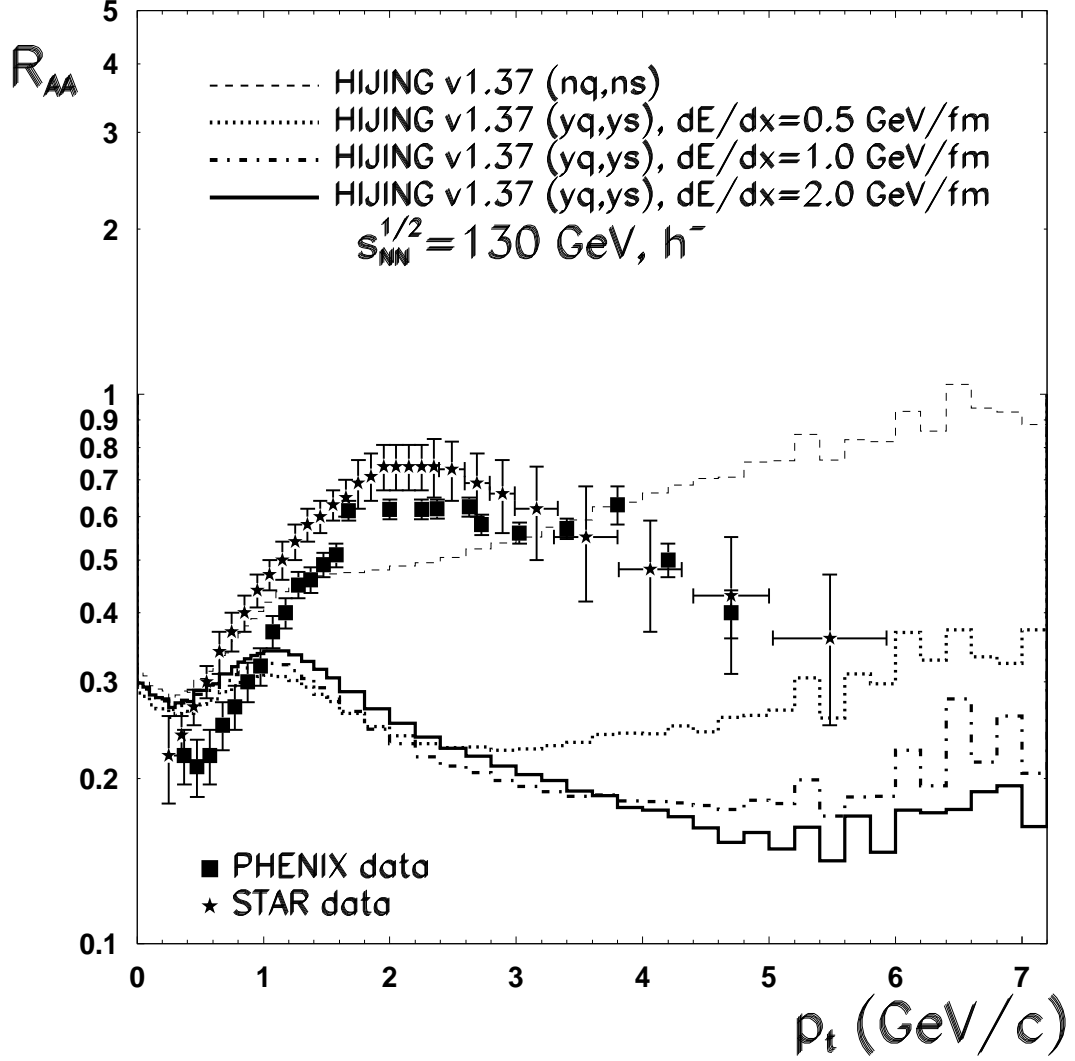 5
R_AA
4
HIJING v1.37 (nq,ns)
3
HIJING v1.37 (yq,ys), dE/dx=0.5 GeV/fm
HIJING v1.37 (yq,ys), dE/dx=1.0 GeV/fm
HIJING v1.37 (yq,ys), dE/dx=2.0 GeV/fm
2
s_NN^1/2=130 GeV, h^-
1
0.9
0.8
0.7
0.6
0.5
0.4
0.3
0.2
PHENIX data
STAR data
0.1
0 1 2 3 4 5 6 7
p_t (GeV/c)